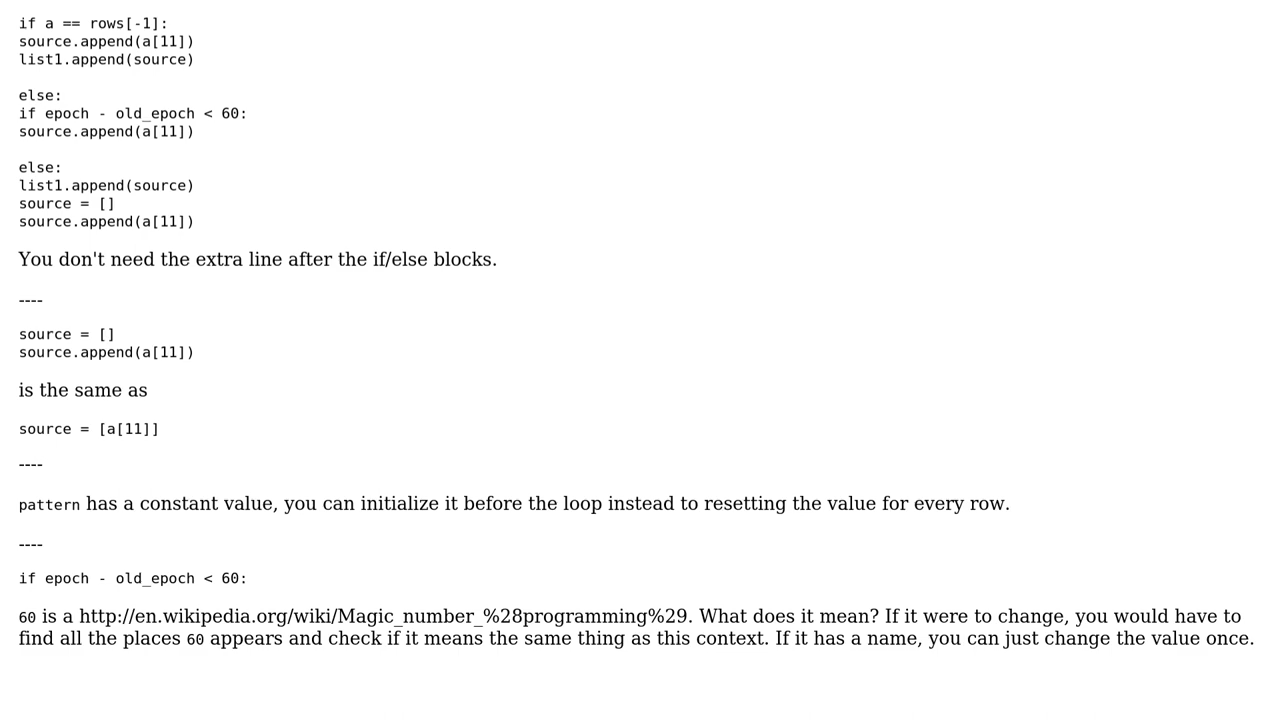 if a == rows[-1]:
source.append(a[11])
list1.append(source)

else:
if epoch - old_epoch < 60:
source.append(a[11])

else:
list1.append(source)
source = []
source.append(a[11])

You don't need the extra line after the if/else blocks.

----

source = []
source.append(a[11])

is the same as

source = [a[11]]

----

pattern has a constant value, you can initialize it before the loop instead to resetting the value for every row.

----

if epoch - old_epoch < 60:

60 is a http://en.wikipedia.org/wiki/Magic_number_%28programming%29. What does it mean? If it were to change, you would have to
find all the places 60 appears and check if it means the same thing as this context. If it has a name, you can just change the value once.